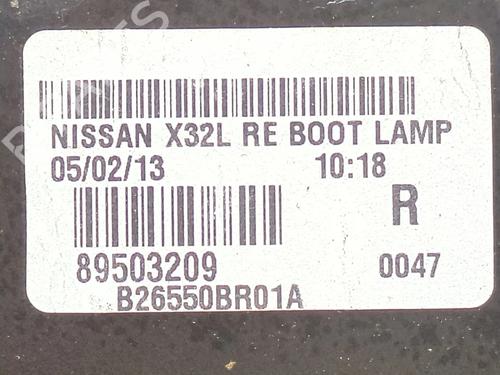 NISSAN X32L RE BOOT LAMP
05/02/13 10:18
R
89503209 0047
B26550BR01A